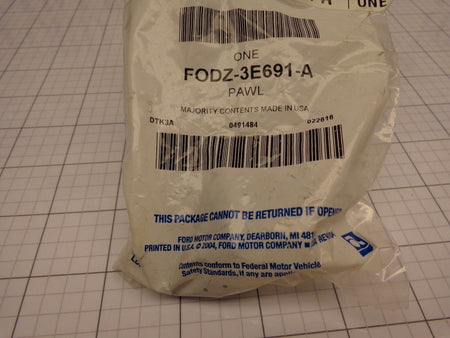 ONE
ONE
FODZ-3E691-A
PAWL
MAJORITY CONTENTS MADE IN USA
DTK3A 0491484 022616
THIS PACKAGE CANNOT BE RETURNED IF OPENED
FORD MOTOR COMPANY, DEARBORN, MI
PRINTED IN U.S.A. © 2004, FORD MOTOR COMPANY
conform to Federal Motor Vehicle
Safety Standards, if any are